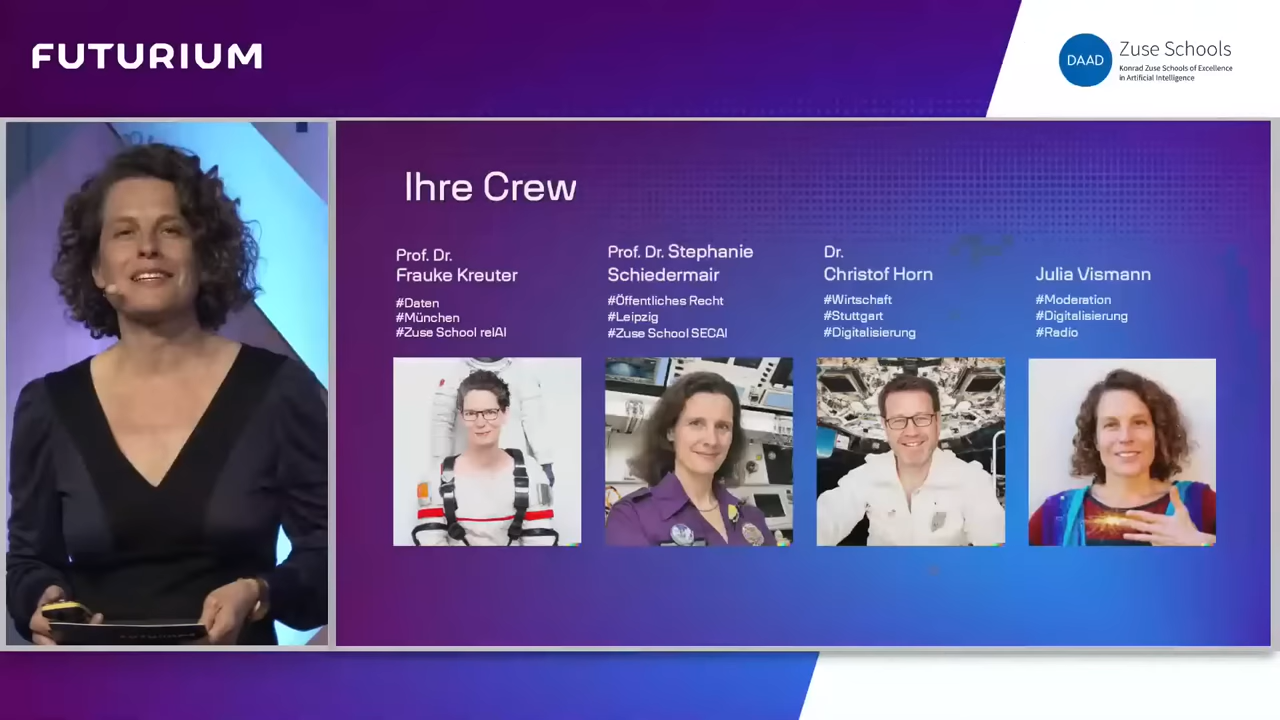 FUTURIUM
DAAD
Zuse Schools
Konrad Zuse Schools of Excellence
in Artificial Intelligence
Ihre Crew
Prof. Dr.
Frauke Kreuter
#Daten
#München
#Zuse School relAI
Prof. Dr. Stephanie
Schiedermair
#Öffentliches Recht
#Leipzig
#Zuse School SECAI
Dr.
Christof Horn
#Wirtschaft
#Stuttgart
#Digitalisierung
Julia Vismann
#Moderation
#Digitalisierung
#Radio
FUTURIUM